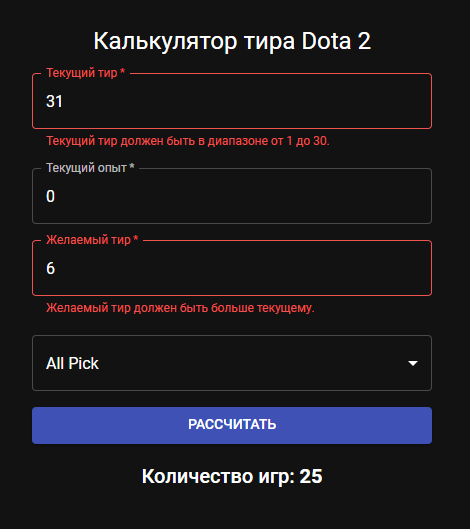 Калькулятор тира Dota 2
Текущий тир *
31
Текущий тир должен быть в диапазоне от 1 до 30.
Текущий опыт *
0
Желаемый тир *
6
Желаемый тир должен быть больше текущему.
All Pick
РАССЧИТАТЬ
Количество игр: 25